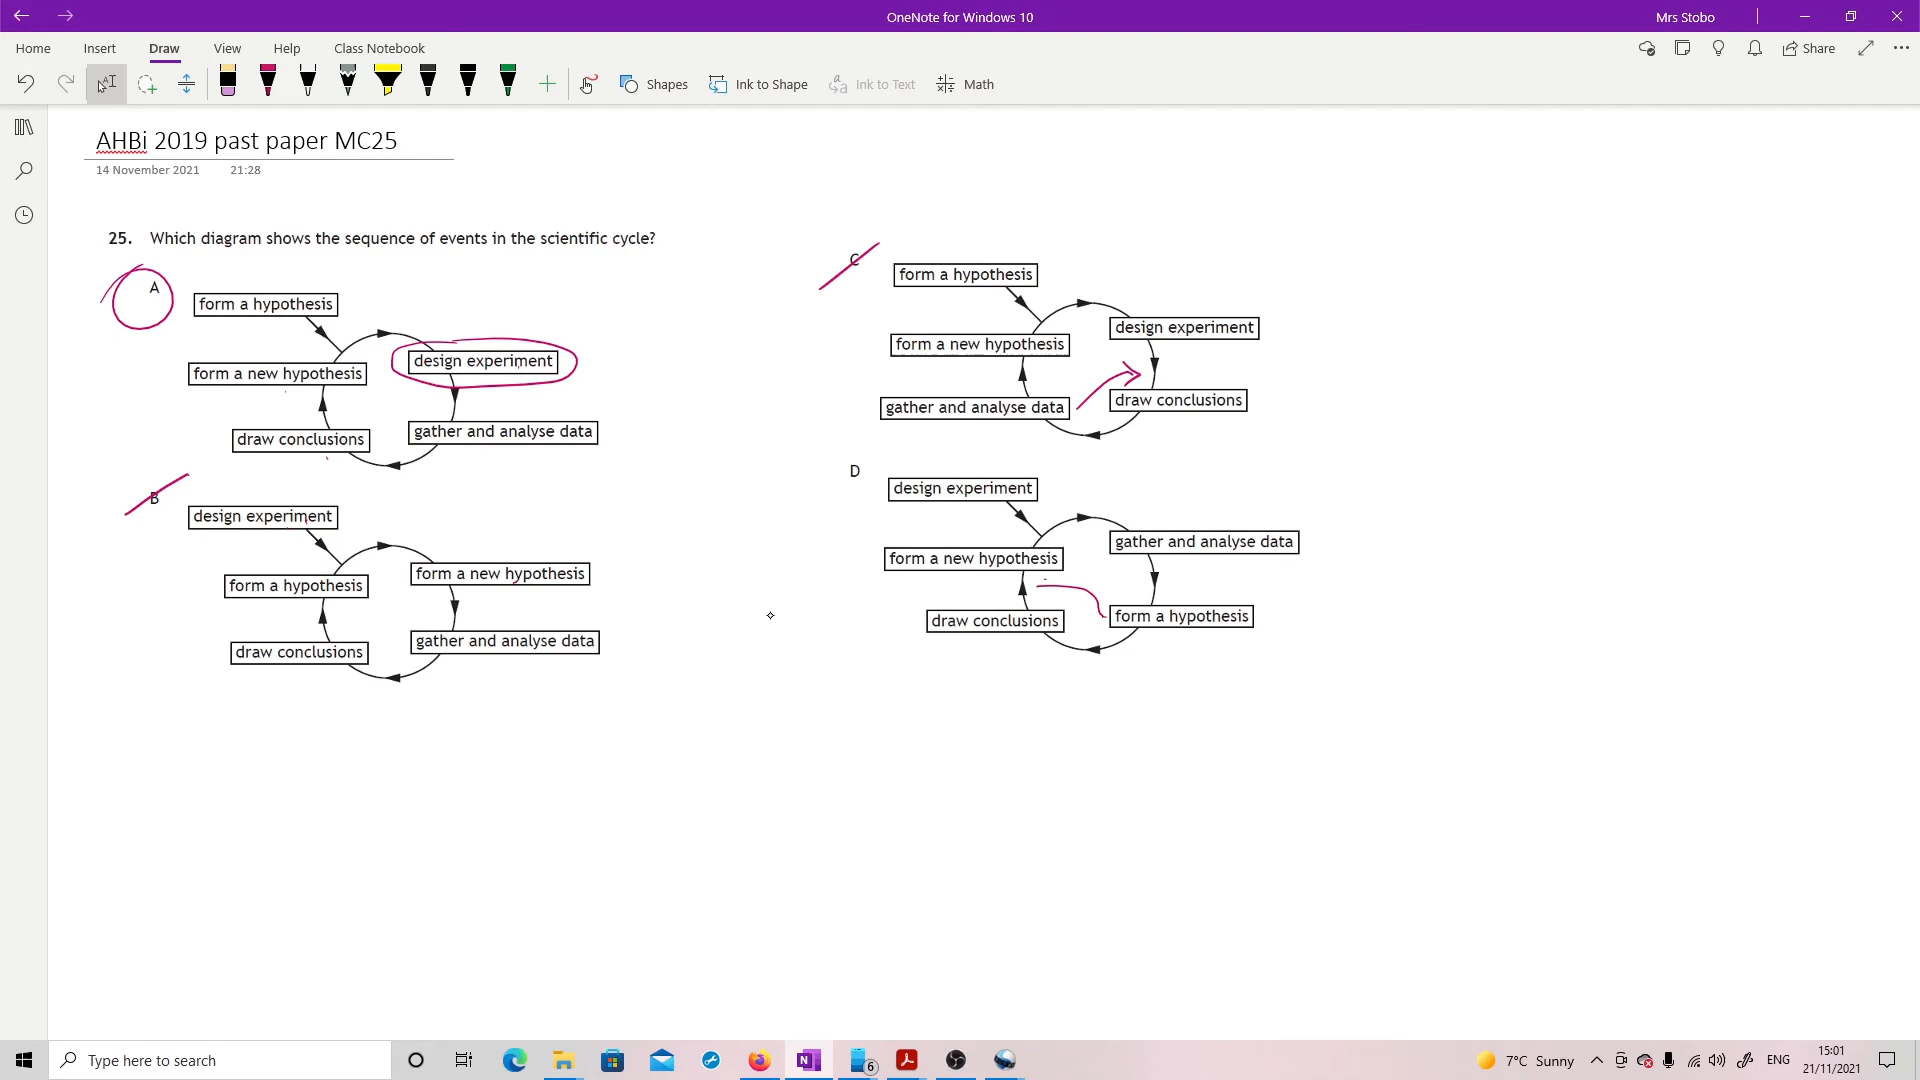 OneNote for Windows 10
Mrs Stobo
Home Insert Draw View Help Class Notebook
Share
Shapes
Ink to Shape
Ink to Text
Math
AHBi 2019 past paper MC25
14 November 2021 21:28
25. Which diagram shows the sequence of events in the scientific cycle?
A
form a hypothesis
design experiment
form a new hypothesis
gather and analyse data
draw conclusions
B
design experiment
form a new hypothesis
form a hypothesis
gather and analyse data
draw conclusions
C
form a hypothesis
design experiment
form a new hypothesis
draw conclusions
gather and analyse data
D
design experiment
gather and analyse data
form a new hypothesis
form a hypothesis
draw conclusions
Type here to search
6
7°C Sunny
ENG
15:01
21/11/2021